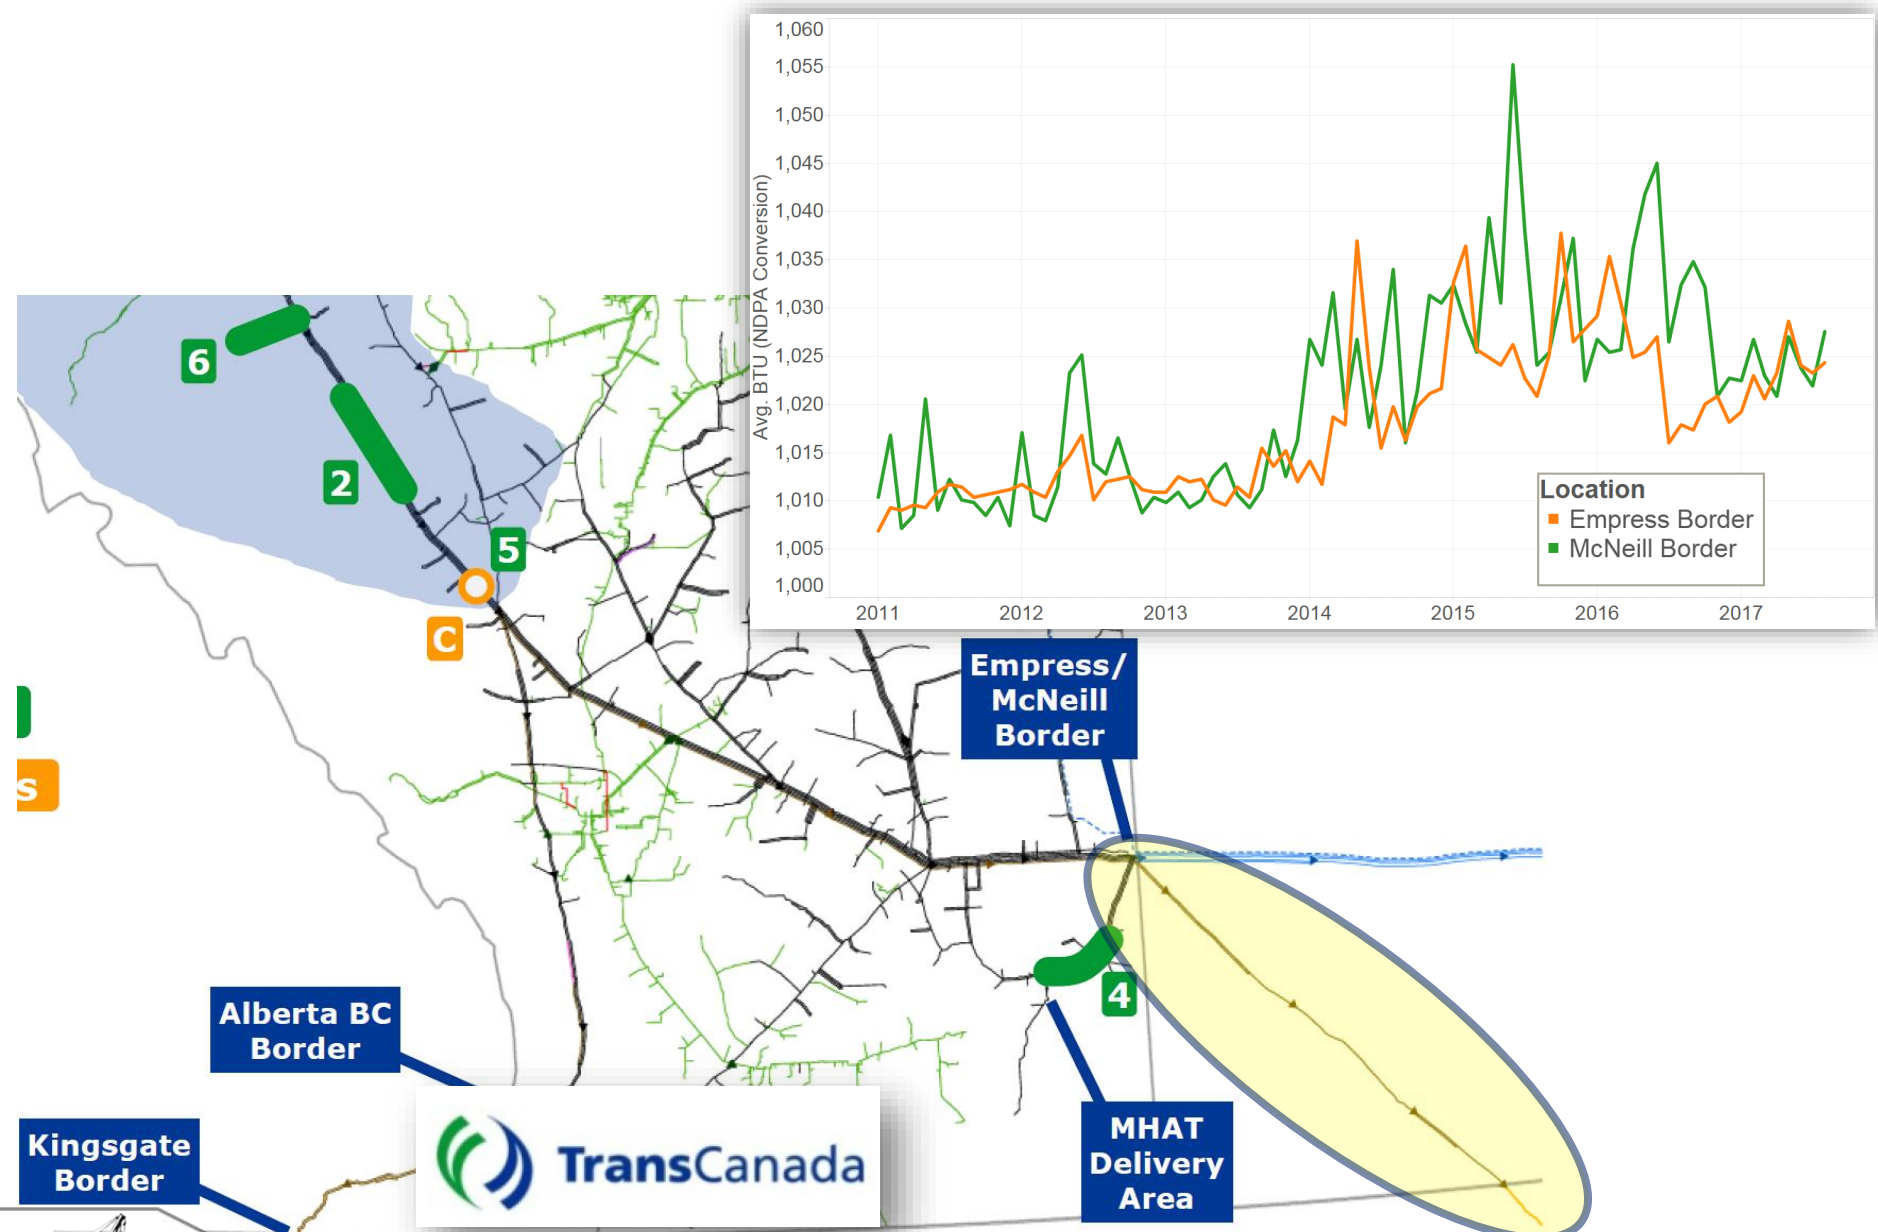 1,060
1,055
1,050
1,045
1,040
1,035
1,030
1,025
1,020
1,015
1,010
1,005
1,000
Avg. BTU (NDPA Conversion)
2011
2012
2013
2014
2015
2016
2017
Location
Empress Border
McNeill Border
6
2
5
C
s
Empress/
McNeill
Border
4
Alberta BC
Border
Kingsgate
Border
TransCanada
MHAT
Delivery
Area